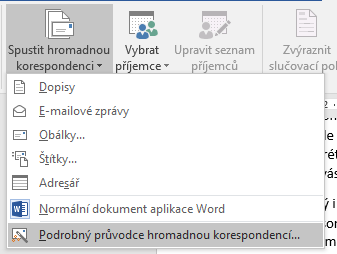 Spustit hromadnou
korespondenci
Vybrat
příjemce
Upravit seznam
příjemců
Zvýraznit
slučovací
Dopisy
E-mailové zprávy
Obálky...
Štítky...
Adresář
Normální dokument aplikace Word
Podrobný průvodce hromadnou korespondencí...